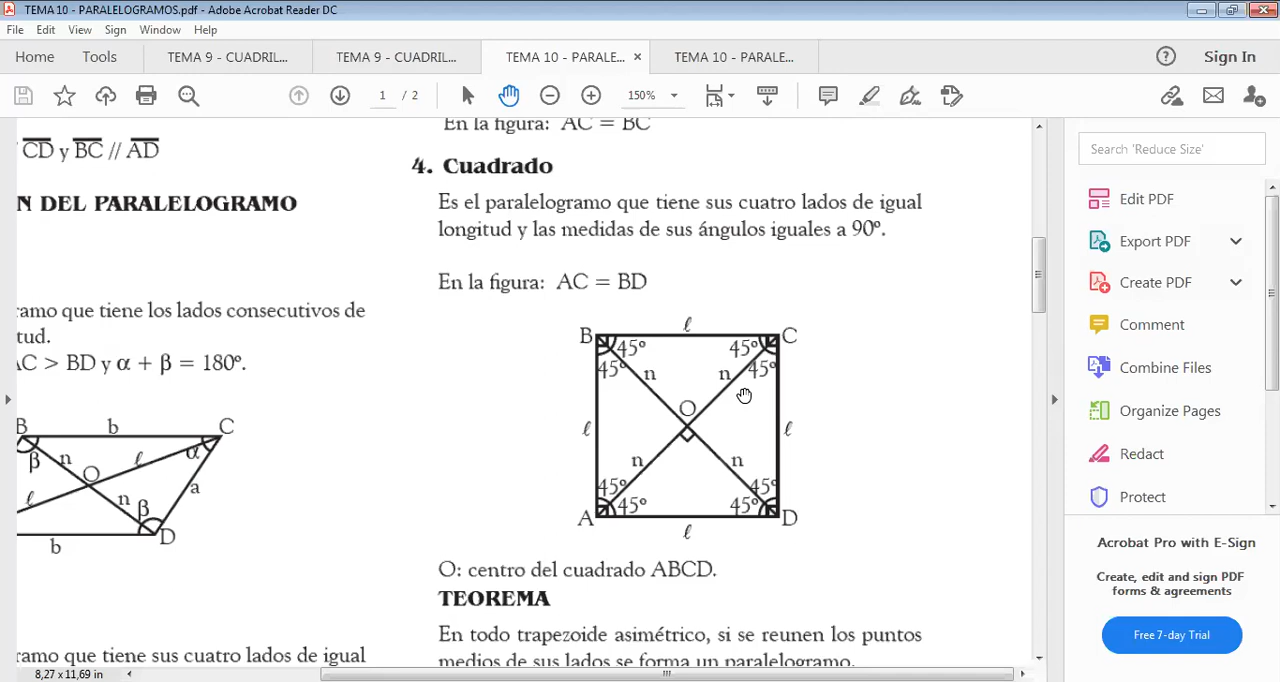 TEMA 10 - PARALELOGRAMOS.pdf - Adobe Acrobat Reader DC
File Edit View Sign Window Help
Home Tools TEMA 9 - CUADRIL... TEMA 9 - CUADRIL... TEMA 10 - PARALE... × TEMA 10 - PARALE... Sign In
1 / 2 150%
CD y BC // AD
N DEL PARALELOGRAMO
ramo que tiene los lados consecutivos de
tud.
AC > BD y α + β = 180º.
B b C
β n O ℓ α
ℓ n β a
b D
ramo que tiene sus cuatro lados de igual
En la figura: AC = BC
4. Cuadrado
Es el paralelogramo que tiene sus cuatro lados de igual
longitud y las medidas de sus ángulos iguales a 90º.
En la figura: AC = BD
ℓ
B C
45º 45º
45º n n 45º
O
ℓ ℓ
n n
45º 45º
45º 45º
A D
ℓ
O: centro del cuadrado ABCD.
TEOREMA
En todo trapezoide asimétrico, si se reunen los puntos
medios de sus lados se forma un paralelogramo.
8,27 x 11,69 in
Search 'Reduce Size'
Edit PDF
Export PDF
Create PDF
Comment
Combine Files
Organize Pages
Redact
Protect
Acrobat Pro with E-Sign
Create, edit and sign PDF
forms & agreements
Free 7-day Trial